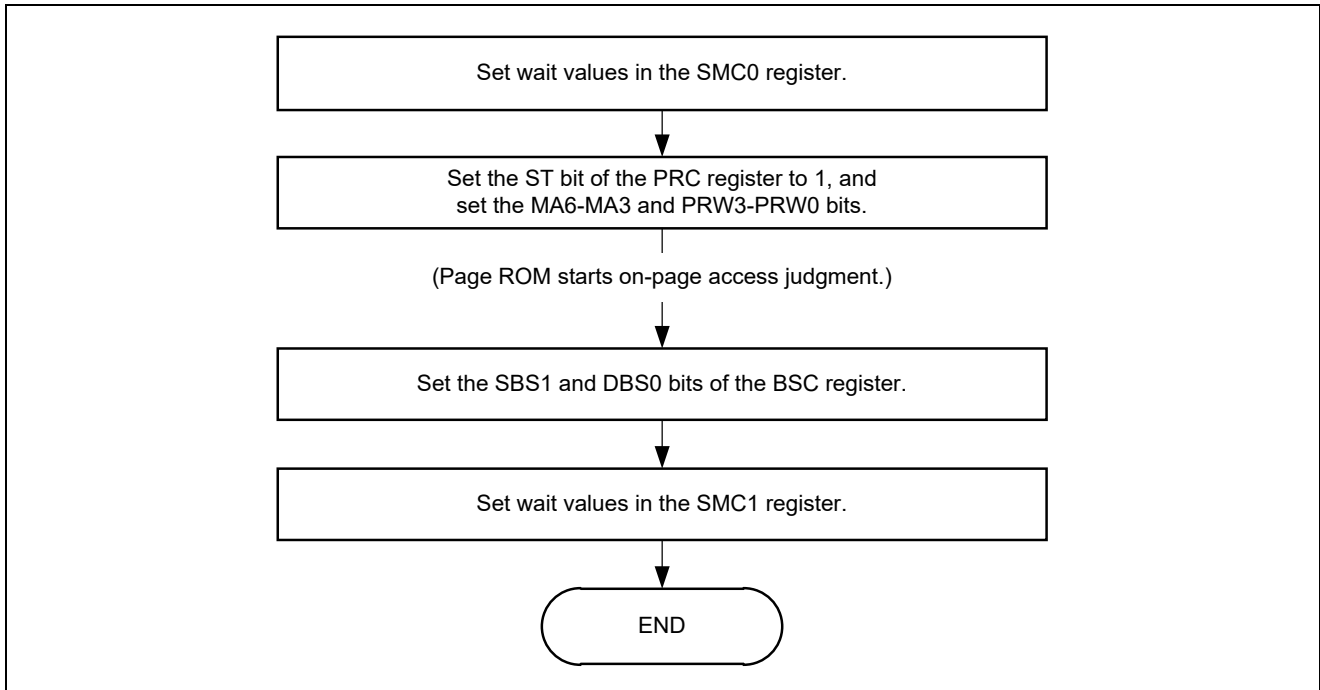 Set wait values in the SMC0 register.
Set the ST bit of the PRC register to 1, and
set the MA6-MA3 and PRW3-PRW0 bits.
(Page ROM starts on-page access judgment.)
Set the SBS1 and DBS0 bits of the BSC register.
Set wait values in the SMC1 register.
END